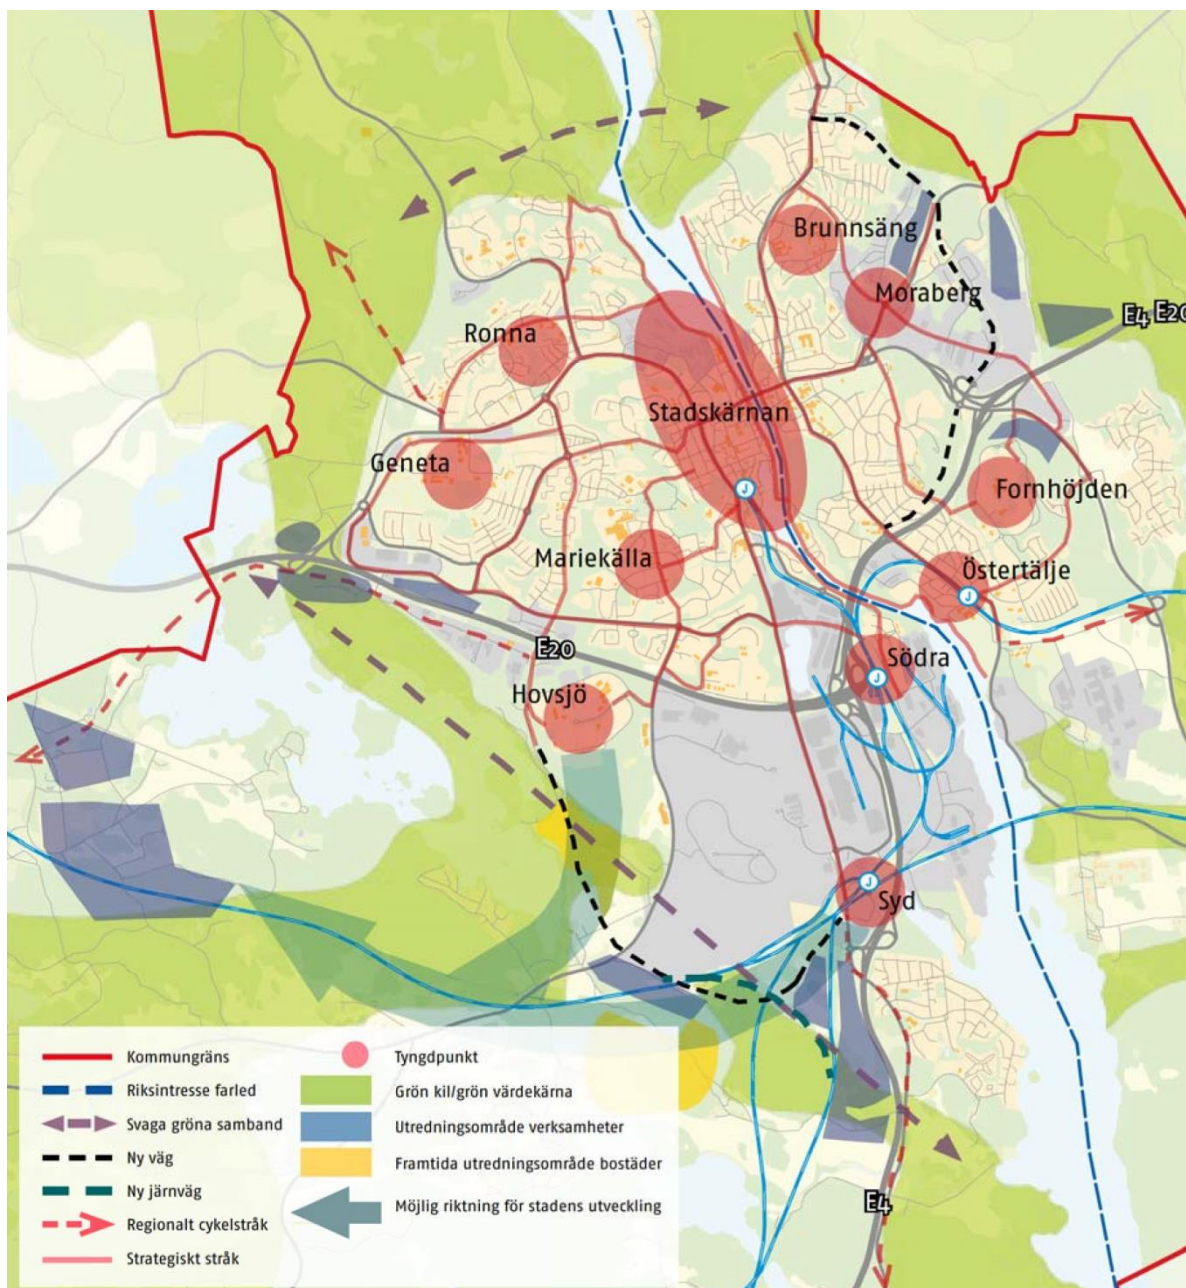 Brunnsäng
Moraberg
E4 E20
Ronna
Stadskärnan
Geneta
Fornhöjden
J
Mariekälla
Östertälje
J
E20
Södra
J
Hovsjö
J
Syd
E4
Kommungräns
Riksintresse farled
Svaga gröna samband
Ny väg
Ny järnväg
Regionalt cykelstråk
Strategiskt stråk
Tyngdpunkt
Grön kil/grön värdekärna
Utredningsområde verksamheter
Framtida utredningsområde bostäder
Möjlig riktning för stadens utveckling